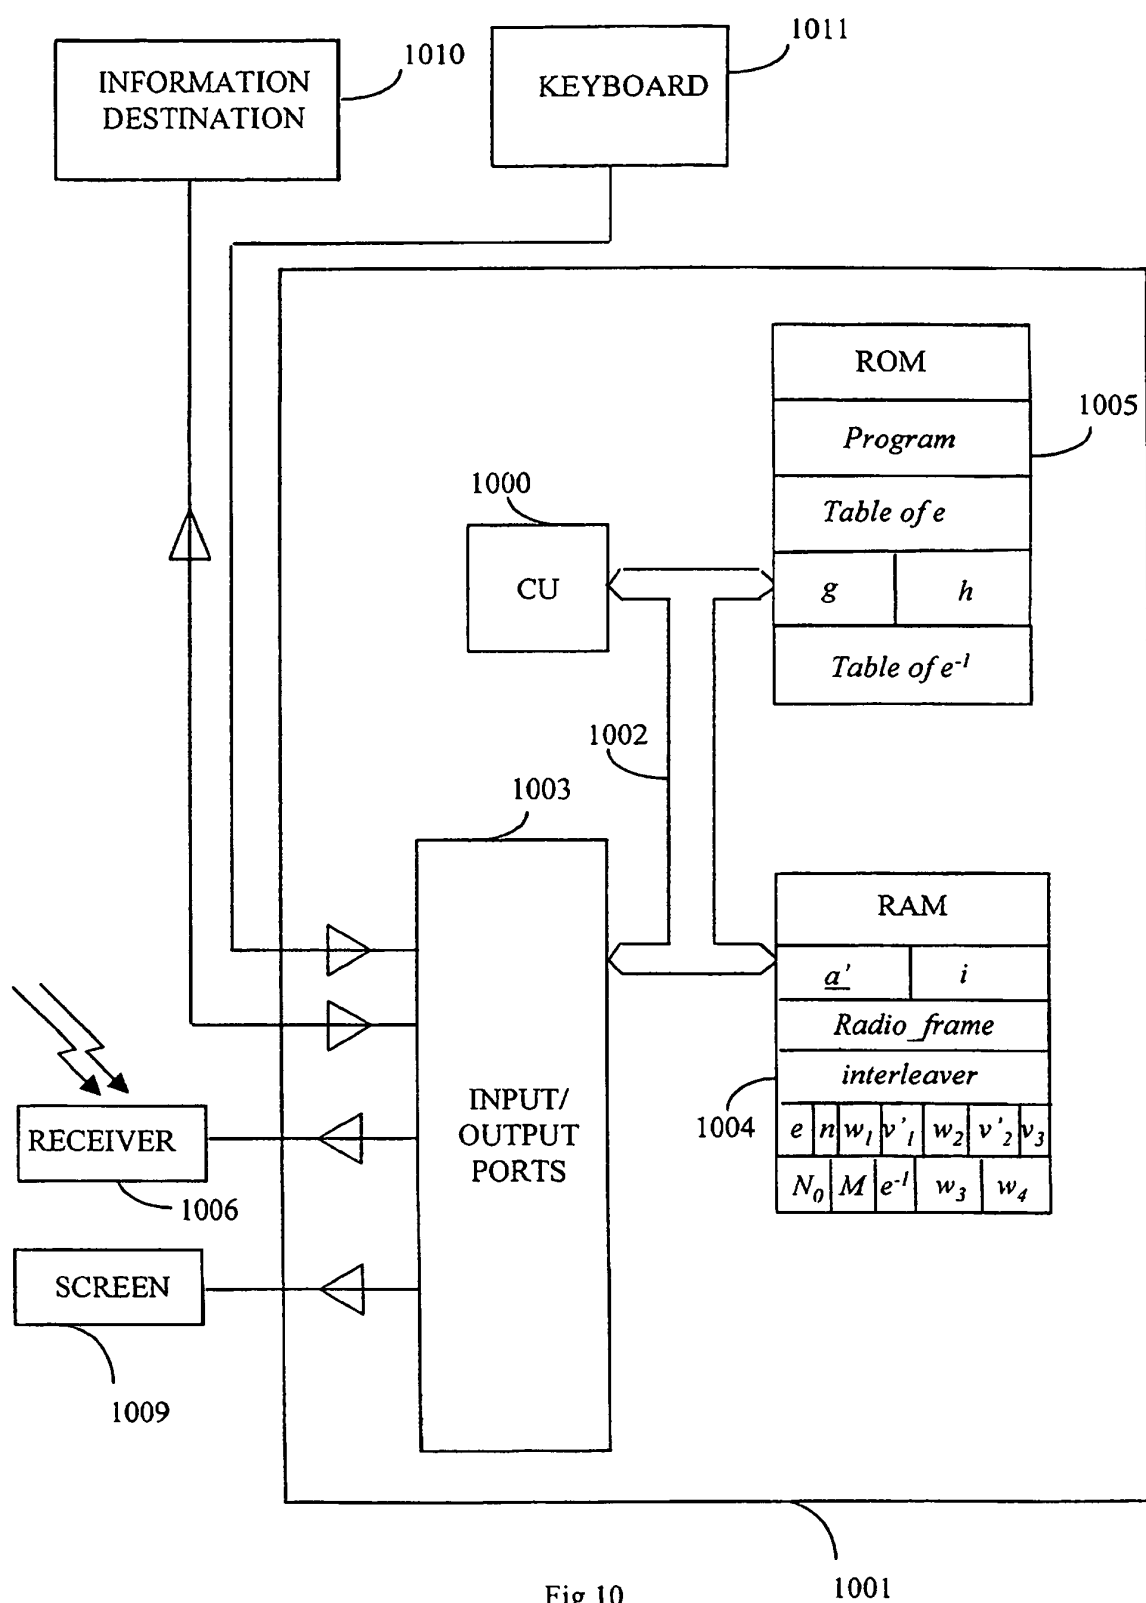 1010
1011
INFORMATION
DESTINATION
KEYBOARD
ROM
1005
Program
1000
Table of e
CU
g h
Table of e⁻¹
1002
1003
RAM
a' i
Radio_frame
interleaver
INPUT/
OUTPUT
PORTS
RECEIVER
1004
e n w₁ v'₁ w₂ v'₂ v₃
N₀ M e⁻¹ w₃ w₄
1006
SCREEN
1009
1001
Fig 10